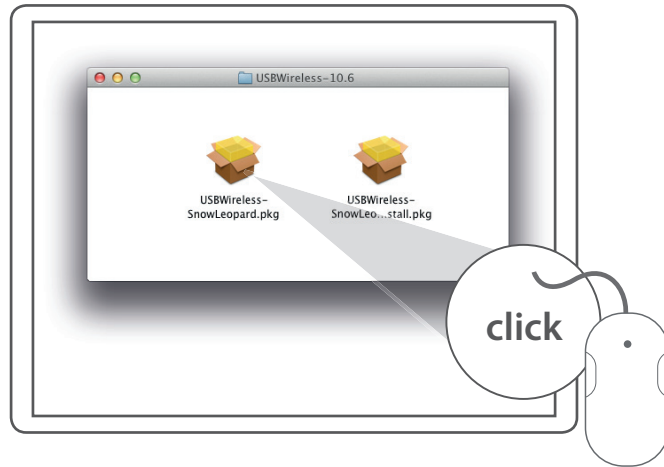 USBWireless-10.6
USBWireless-
SnowLeopard.pkg
USBWireless-
SnowLeo...stall.pkg
click